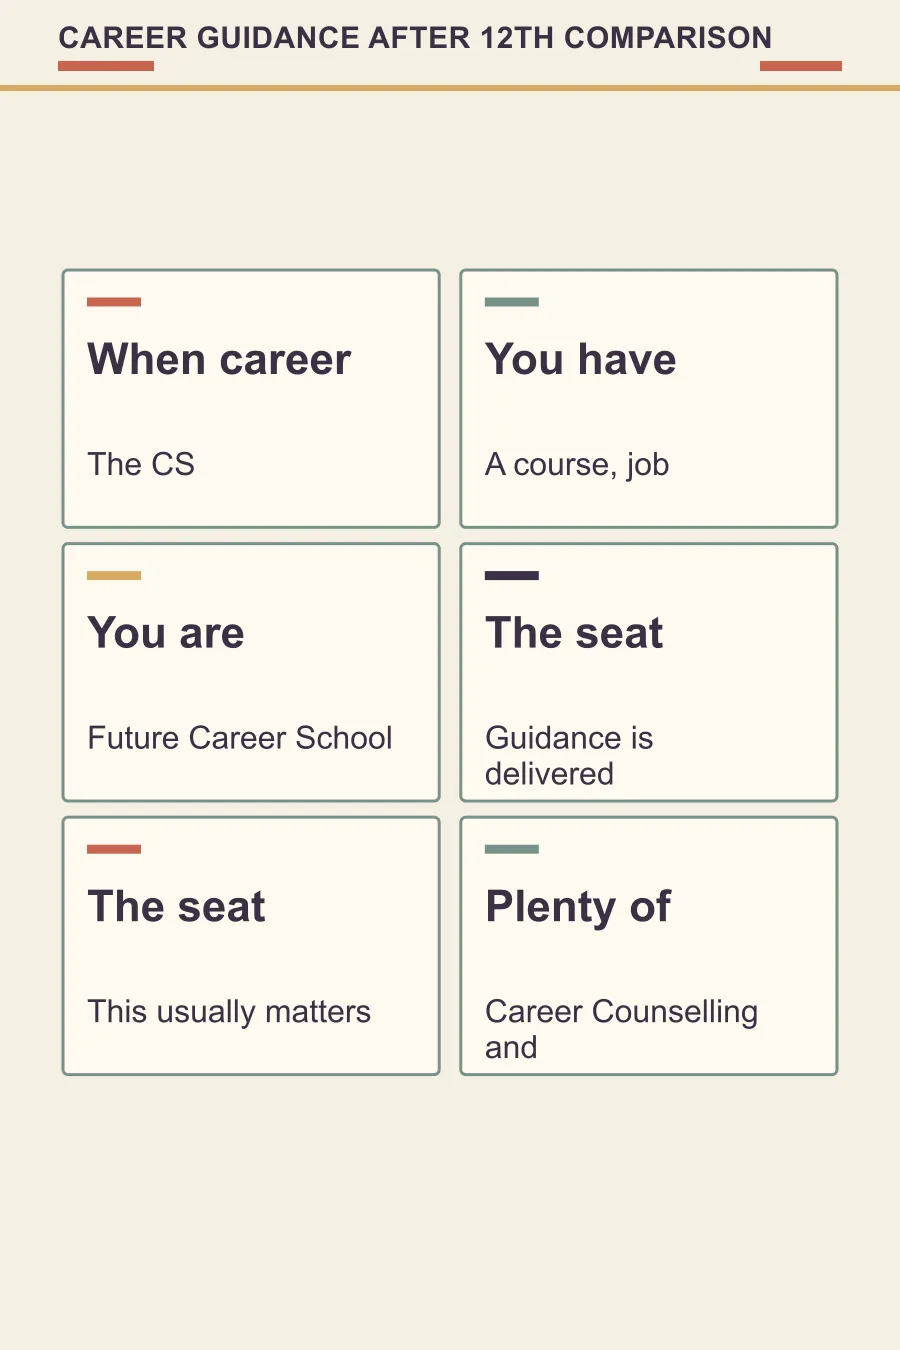 CAREER GUIDANCE AFTER 12TH COMPARISON
When career
The CS
You have
A course, job
You are
Future Career School
The seat
Guidance is
delivered
The seat
This usually matters
Plenty of
Career Counselling
and